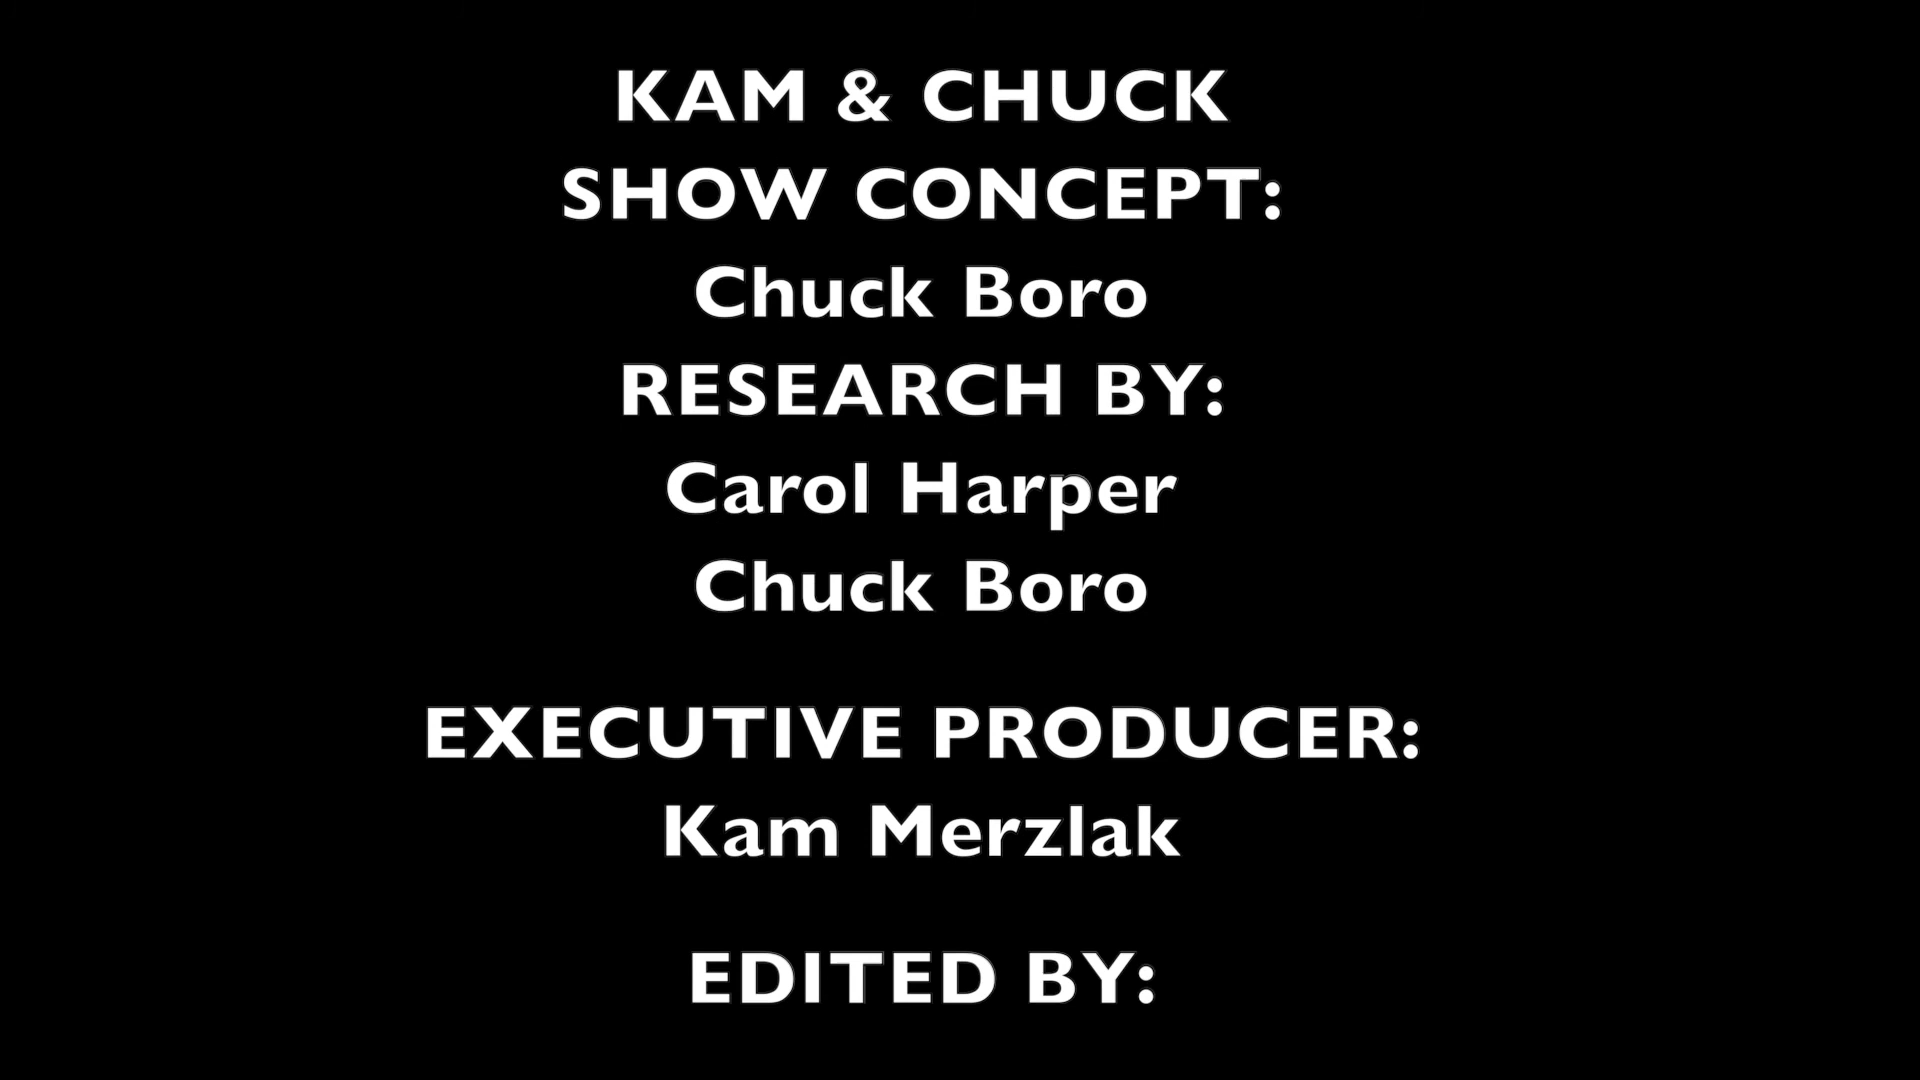 KAM & CHUCK
SHOW CONCEPT:
Chuck Boro
RESEARCH BY:
Carol Harper
Chuck Boro
EXECUTIVE PRODUCER:
Kam Merzlak
EDITED BY: